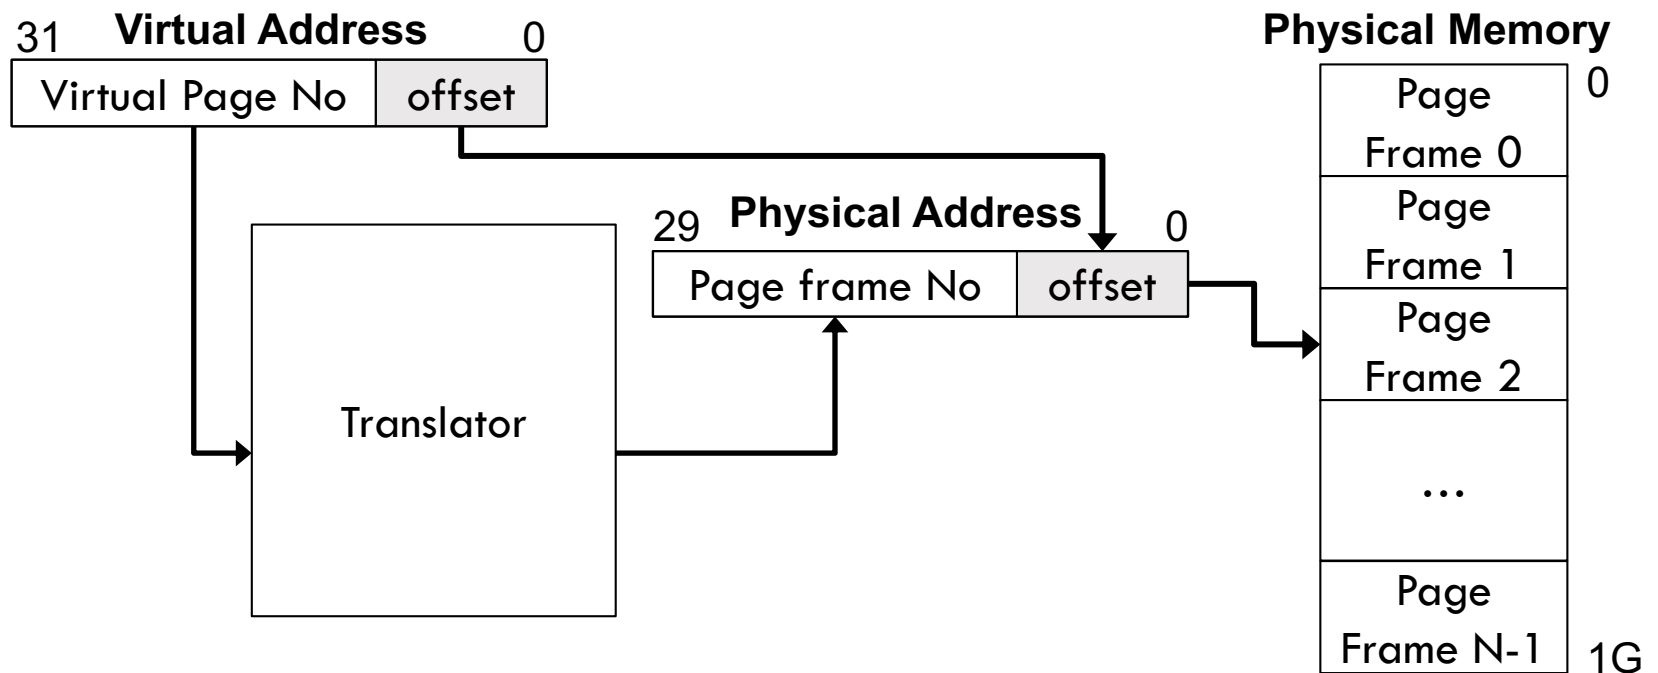 Virtual Address
31 0
Virtual Page No offset
Physical Address
29 0
Page frame No offset
Translator
Physical Memory
0
Page
Frame 0
Page
Frame 1
Page
Frame 2
...
Page
Frame N-1
1G